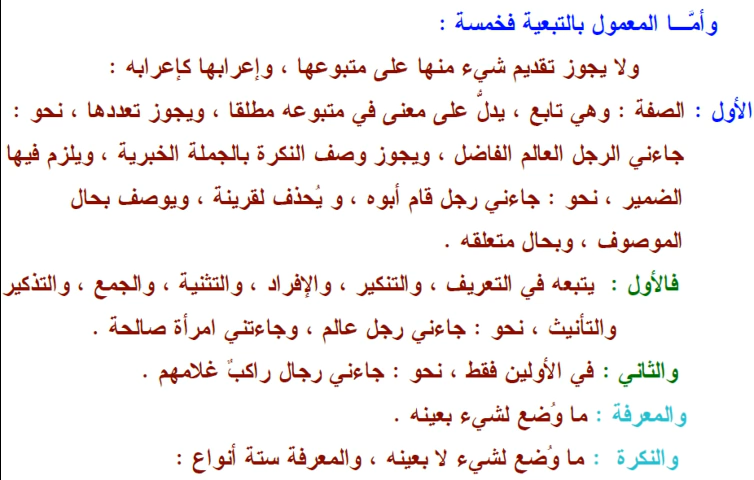 وأمَّـــا المعمول بالتبعية فخمسة :
ولا يجوز تقديم شيء منها على متبوعها ، وإعرابها كإعرابه :
الأول : الصفة : وهي تابع ، يدلُّ على معنى في متبوعه مطلقا ، ويجوز تعددها ، نحو :
جاءني الرجل العالم الفاضل ، ويجوز وصف النكرة بالجملة الخبرية ، ويلزم فيها
الضمير ، نحو : جاءني رجل قام أبوه ، و يُحذف لقرينة ، ويوصف بحال
الموصوف ، وبحال متعلقه .
فالأول : يتبعه في التعريف ، والتنكير ، والإفراد ، والتثنية ، والجمع ، والتذكير
والتأنيث ، نحو : جاءني رجل عالم ، وجاءتني امرأة صالحة .
والثاني : في الأولين فقط ، نحو : جاءني رجال راكبٌ غلامهم .
والمعرفة : ما وُضع لشيء بعينه .
والنكرة : ما وُضع لشيء لا بعينه ، والمعرفة ستة أنواع :